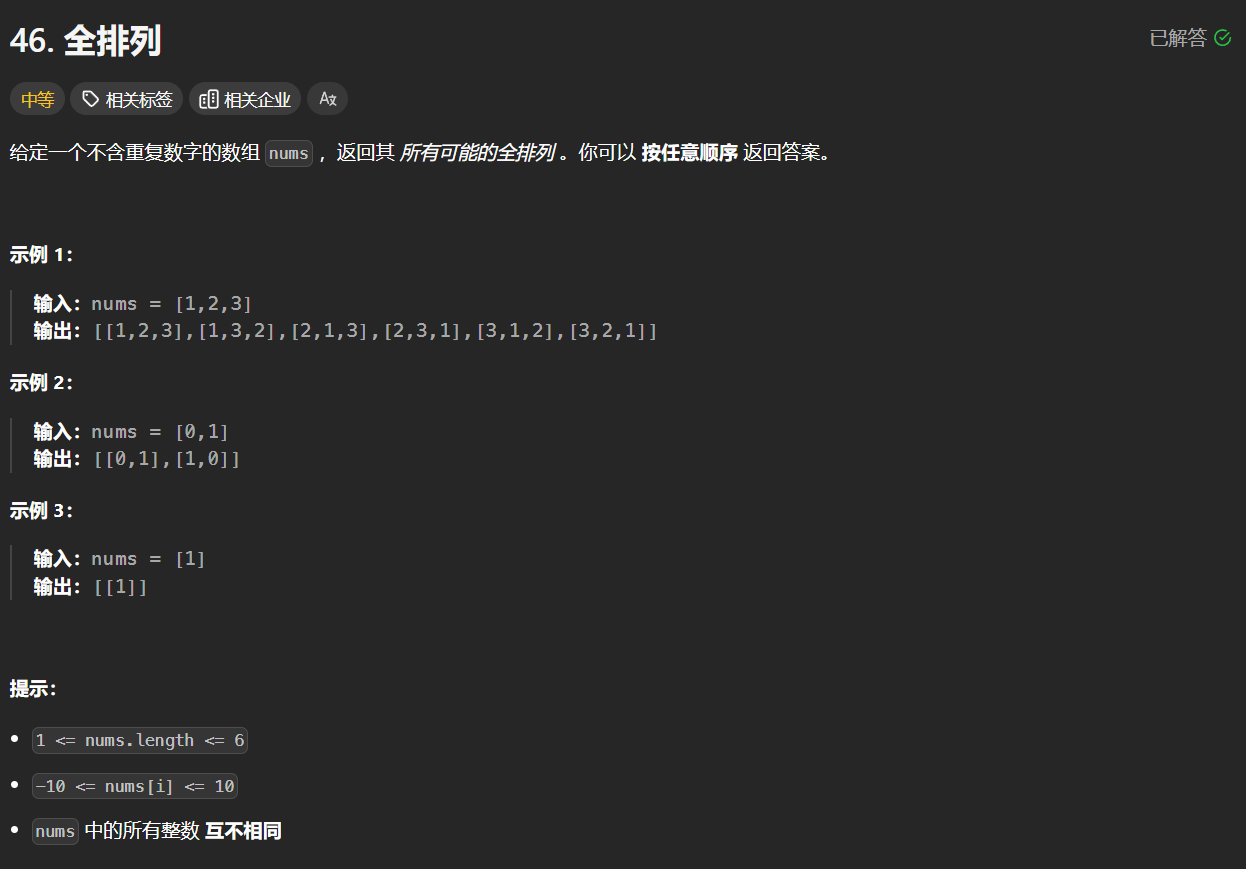 46. 全排列
已解答
中等 相关标签 相关企业 Aあ
给定一个不含重复数字的数组 nums ，返回其 所有可能的全排列 。你可以 按任意顺序 返回答案。
示例 1：
输入：nums = [1,2,3]
输出：[[1,2,3],[1,3,2],[2,1,3],[2,3,1],[3,1,2],[3,2,1]]
示例 2：
输入：nums = [0,1]
输出：[[0,1],[1,0]]
示例 3：
输入：nums = [1]
输出：[[1]]
提示：
• 1 <= nums.length <= 6
• -10 <= nums[i] <= 10
• nums 中的所有整数 互不相同